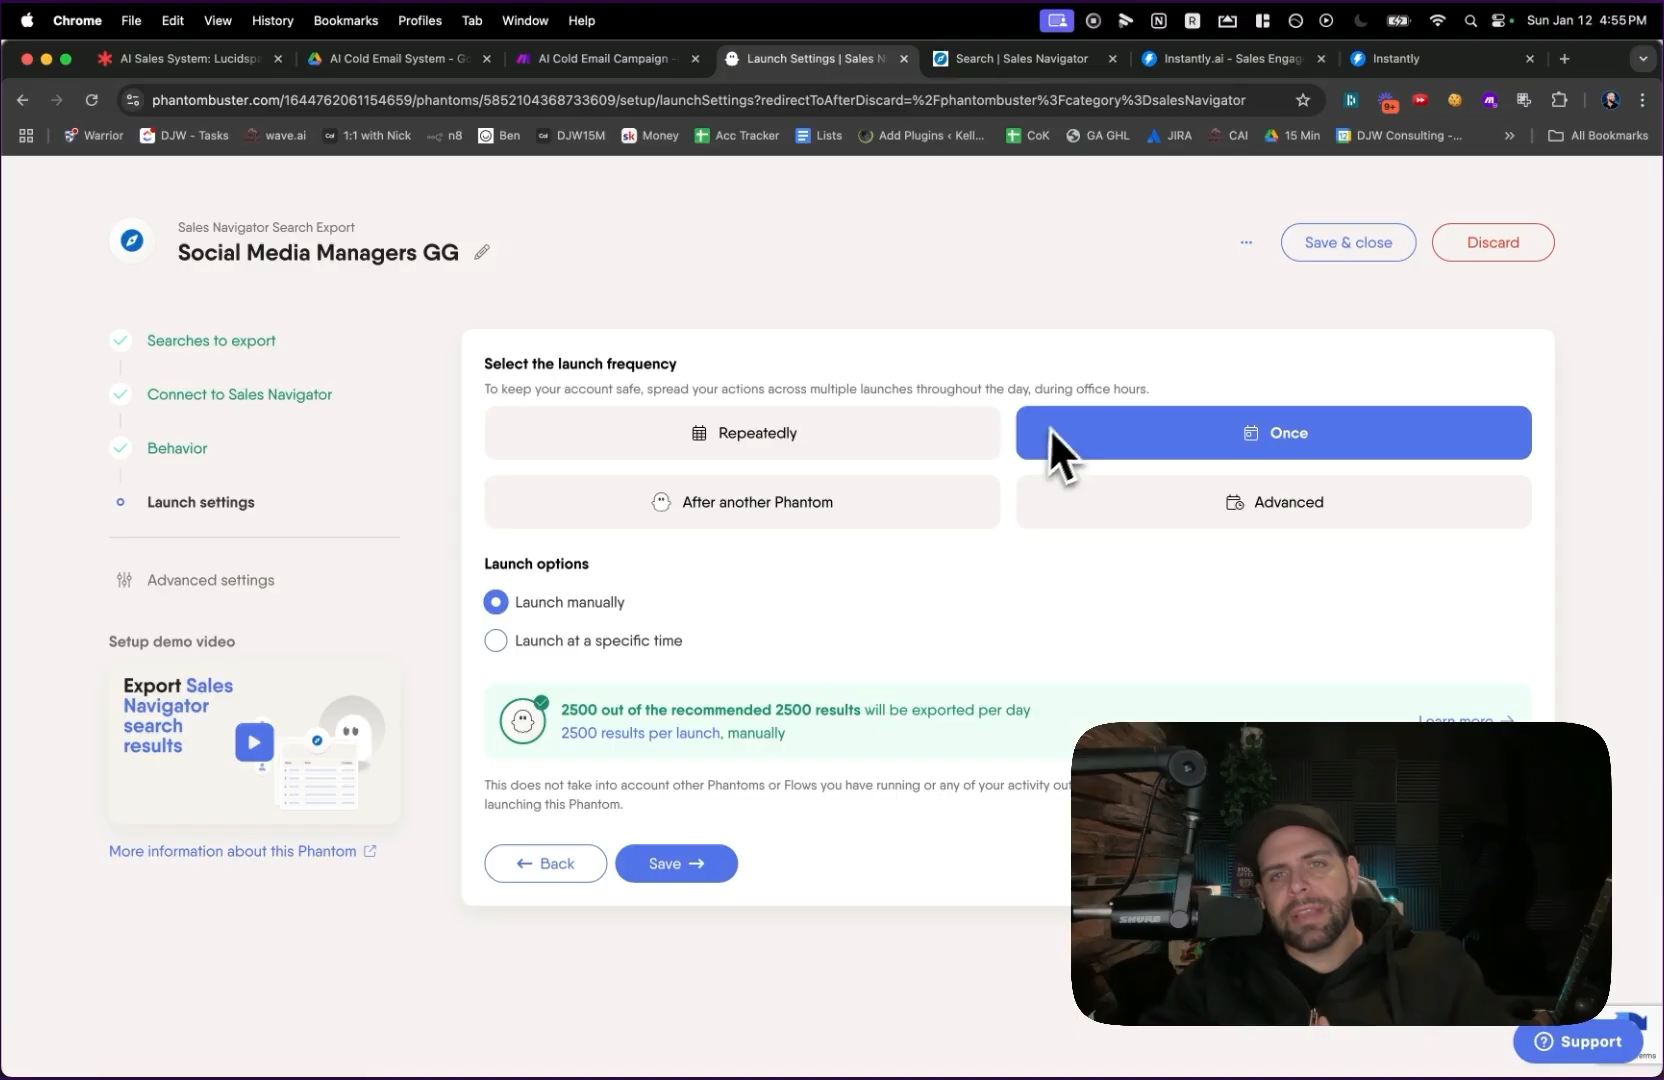 Chrome File Edit View History Bookmarks Profiles Tab Window Help Sun Jan 12 4:55 PM
AI Sales System: Lucidspa AI Cold Email System - Go AI Cold Email Campaign - Launch Settings | Sales N Search | Sales Navigator Instantly.ai - Sales Engag Instantly
phantombuster.com/1644762061154659/phantoms/5852104368733609/setup/launchSettings?redirectToAfterDiscard=%2Fphantombuster%3Fcategory%3DsalesNavigator
9+
Warrior DJW - Tasks wave.ai Cal 1:1 with Nick n8 Ben Cal DJW15M sk Money Acc Tracker Lists Add Plugins ‹ Kell... CoK GA GHL JIRA CAI 15 Min DJW Consulting -... » All Bookmarks
Sales Navigator Search Export
Social Media Managers GG
Save & close
Discard
Searches to export
Connect to Sales Navigator
Behavior
Launch settings
Advanced settings
Setup demo video
Export Sales
Navigator
search
results
More information about this Phantom
Select the launch frequency
To keep your account safe, spread your actions across multiple launches throughout the day, during office hours.
Repeatedly
Once
After another Phantom
Advanced
Launch options
Launch manually
Launch at a specific time
2500 out of the recommended 2500 results will be exported per day
2500 results per launch, manually
Learn more →
This does not take into account other Phantoms or Flows you have running or any of your activity ou
launching this Phantom.
← Back
Save →
SHURE
Support